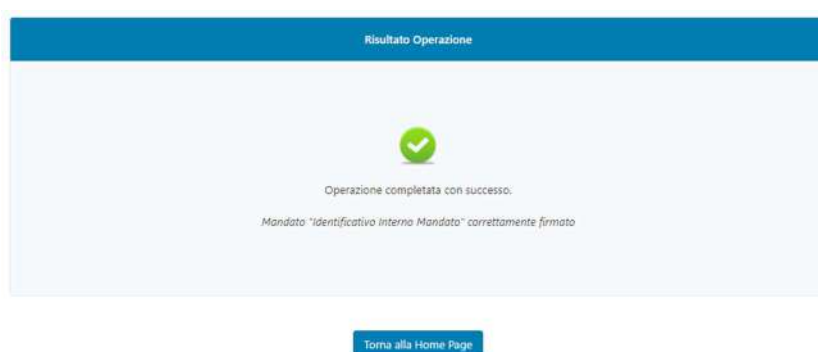 Risultato Operazione
Operazione completata con successo.
Mandato "Identificativo Interno Mandato" correttamente firmato
Torna alla Home Page